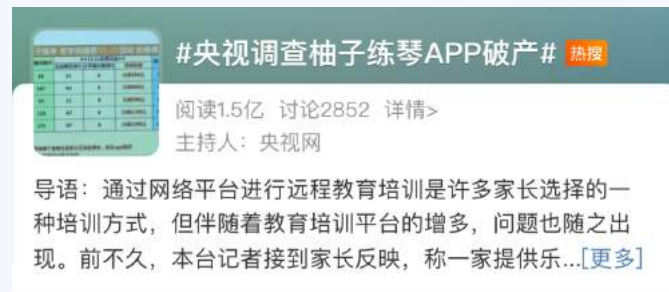 #央视调查柚子练琴APP破产# 热搜
阅读1.5亿 讨论2852 详情>
主持人：央视网
导语：通过网络平台进行远程教育培训是许多家长选择的一
种培训方式，但伴随着教育培训平台的增多，问题也随之出
现。前不久，本台记者接到家长反映，称一家提供乐...[更多]